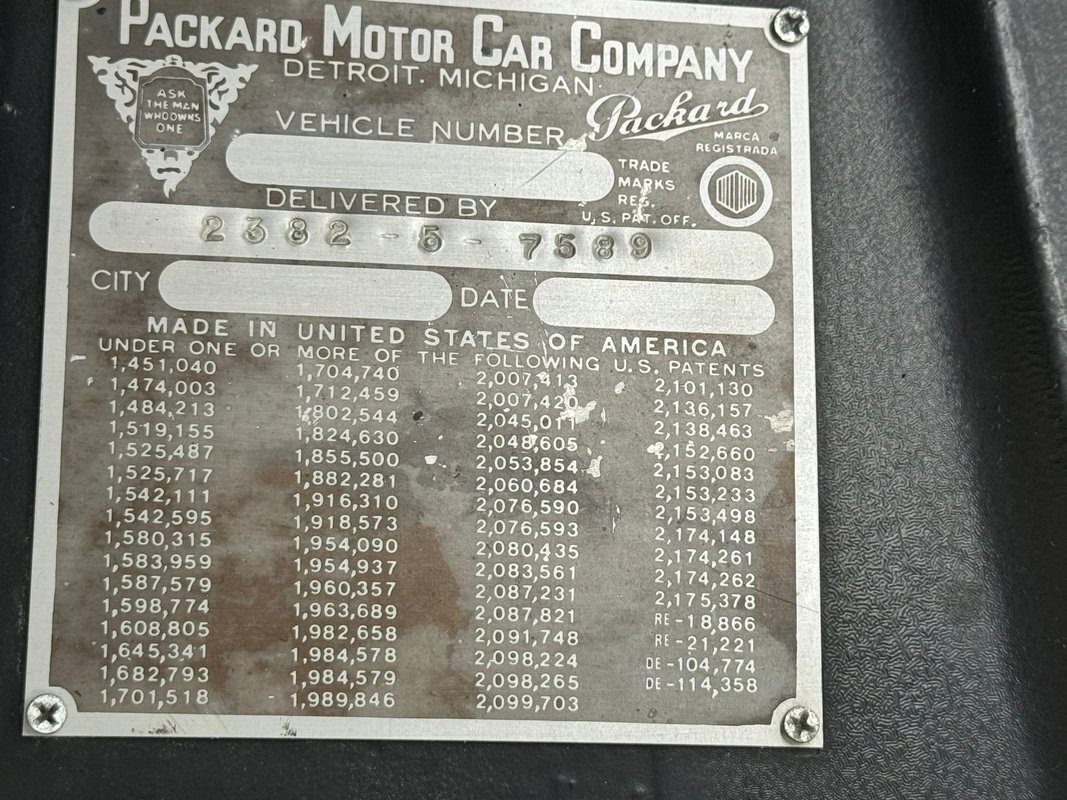 PACKARD MOTOR CAR COMPANY
DETROIT. MICHIGAN
ASK
THE MAN
WHO OWNS
ONE
VEHICLE NUMBER
Packard
MARCA
REGISTRADA
TRADE
MARKS
REG.
U.S. PAT. OFF.
DELIVERED BY
2382-5-7589
CITY DATE
MADE IN UNITED STATES OF AMERICA
UNDER ONE OR MORE OF THE FOLLOWING U.S. PATENTS
1,451,040 1,704,740 2,007,413 2,101,130
1,474,003 1,712,459 2,007,420 2,136,157
1,484,213 1,802,544 2,045,011 2,138,463
1,519,155 1,824,630 2,048,605 2,152,660
1,525,487 1,855,500 2,053,854 2,153,083
1,525,717 1,882,281 2,060,684 2,153,233
1,542,111 1,916,310 2,076,590 2,153,498
1,542,595 1,918,573 2,076,593 2,174,148
1,580,315 1,954,090 2,080,435 2,174,261
1,583,959 1,954,937 2,083,561 2,174,262
1,587,579 1,960,357 2,087,231 2,175,378
1,598,774 1,963,689 2,087,821 RE-18,866
1,608,805 1,982,658 2,091,748 RE-21,221
1,645,341 1,984,578 2,098,224 DE-104,774
1,682,793 1,984,579 2,098,265 DE-114,358
1,701,518 1,989,846 2,099,703